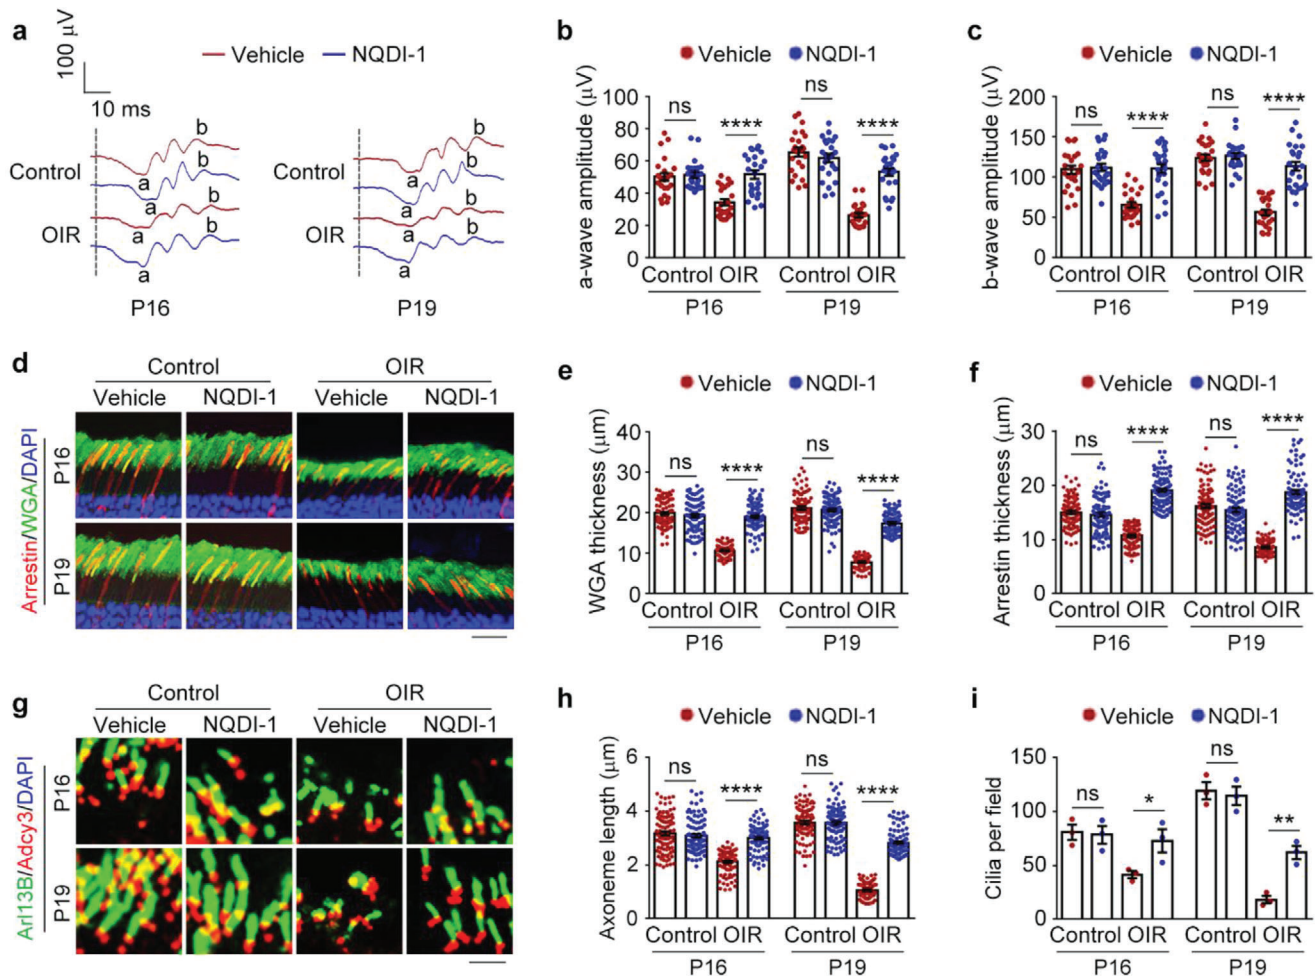 a
100 µV
10 ms
Vehicle NQDI-1
Control
OIR
a b
a b
a b
a b
P16
a b
a b
a b
a b
P19
b
Vehicle NQDI-1
a-wave amplitude (µV)
100
80
60
40
20
0
ns **** ns ****
Control OIR Control OIR
P16 P19
c
Vehicle NQDI-1
b-wave amplitude (µV)
200
150
100
50
0
ns **** ns ****
Control OIR Control OIR
P16 P19
d
Control OIR
Vehicle NQDI-1 Vehicle NQDI-1
Arrestin/WGA/DAPI
P16
P19
e
Vehicle NQDI-1
WGA thickness (µm)
40
30
20
10
0
ns **** ns ****
Control OIR Control OIR
P16 P19
f
Vehicle NQDI-1
Arrestin thickness (µm)
30
20
10
0
ns **** ns ****
Control OIR Control OIR
P16 P19
g
Control OIR
Vehicle NQDI-1 Vehicle NQDI-1
Arl13B/Adcy3/DAPI
P16
P19
h
Vehicle NQDI-1
Axoneme length (µm)
6
4
2
0
ns **** ns ****
Control OIR Control OIR
P16 P19
i
Vehicle NQDI-1
Cilia per field
150
100
50
0
ns * ns **
Control OIR Control OIR
P16 P19